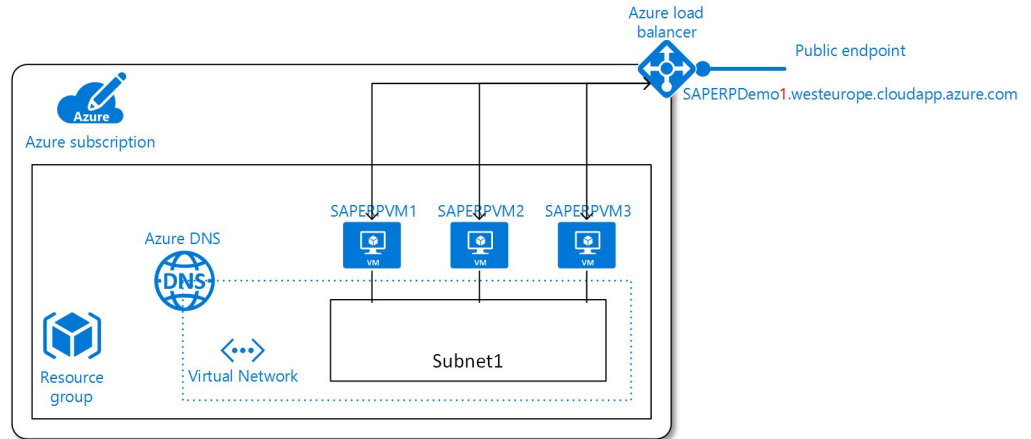 Azure load
balancer
Public endpoint
SAPERPDemo1.westeurope.cloudapp.azure.com
Azure
Azure subscription
SAPERPVM1
SAPERPVM2
SAPERPVM3
VM
VM
VM
Azure DNS
DNS
Subnet1
Virtual Network
Resource
group